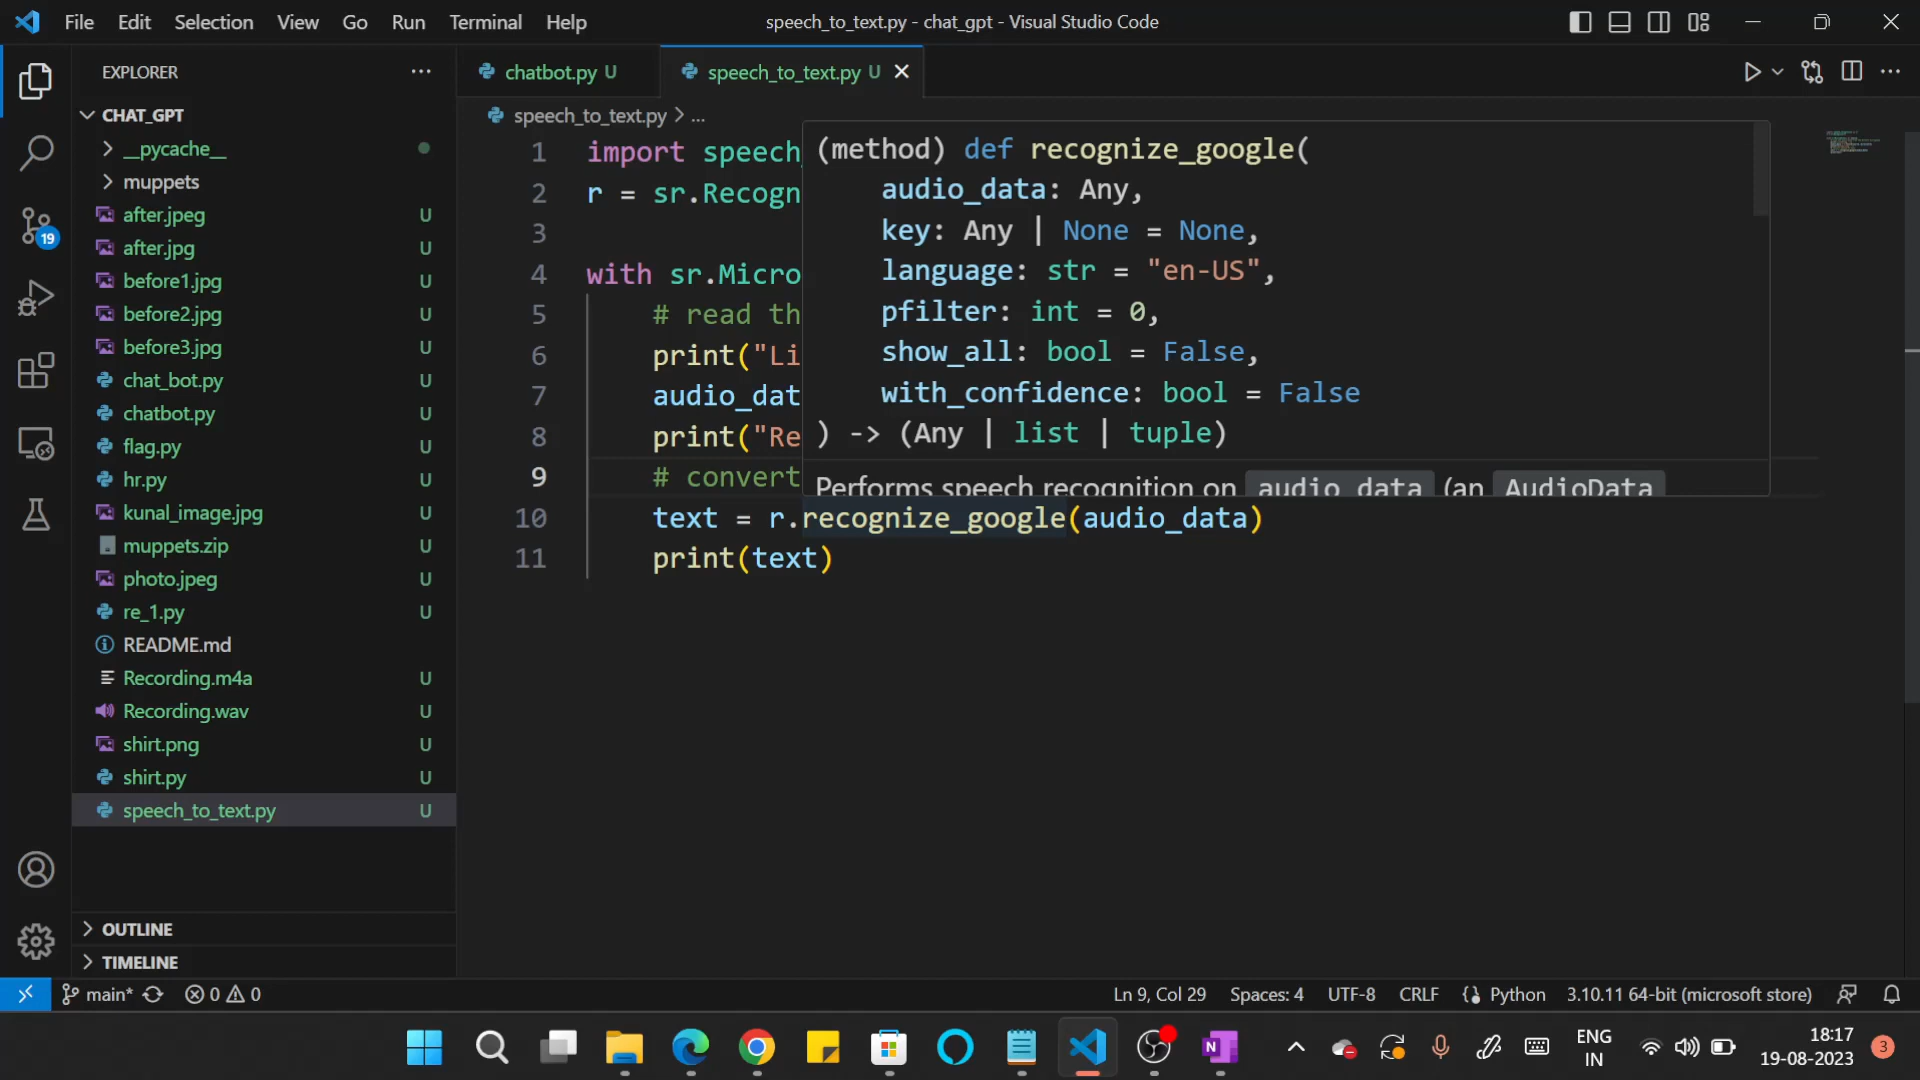 File Edit Selection View Go Run Terminal Help
speech_to_text.py - chat_gpt - Visual Studio Code
EXPLORER
CHAT_GPT
__pycache__
muppets
after.jpeg U
after.jpg U
before1.jpg U
before2.jpg U
before3.jpg U
chat_bot.py U
chatbot.py U
flag.py U
hr.py U
kunal_image.jpg U
muppets.zip U
photo.jpeg U
re_1.py U
README.md
Recording.m4a U
Recording.wav U
shirt.png U
shirt.py U
speech_to_text.py U
OUTLINE
TIMELINE
19
chatbot.py U
speech_to_text.py U
speech_to_text.py > ...
1 import speech
2 r = sr.Recogn
3
4 with sr.Micro
5 # read th
6 print("Li
7 audio_dat
8 print("Re
9 # convert
10 text = r.recognize_google(audio_data)
11 print(text)
(method) def recognize_google(
audio_data: Any,
key: Any | None = None,
language: str = "en-US",
pfilter: int = 0,
show_all: bool = False,
with_confidence: bool = False
) -> (Any | list | tuple)
Performs speech recognition on audio_data (an AudioData
main* 0 0
Ln 9, Col 29 Spaces: 4 UTF-8 CRLF Python 3.10.11 64-bit (microsoft store)
ENG
IN
18:17
19-08-2023
3